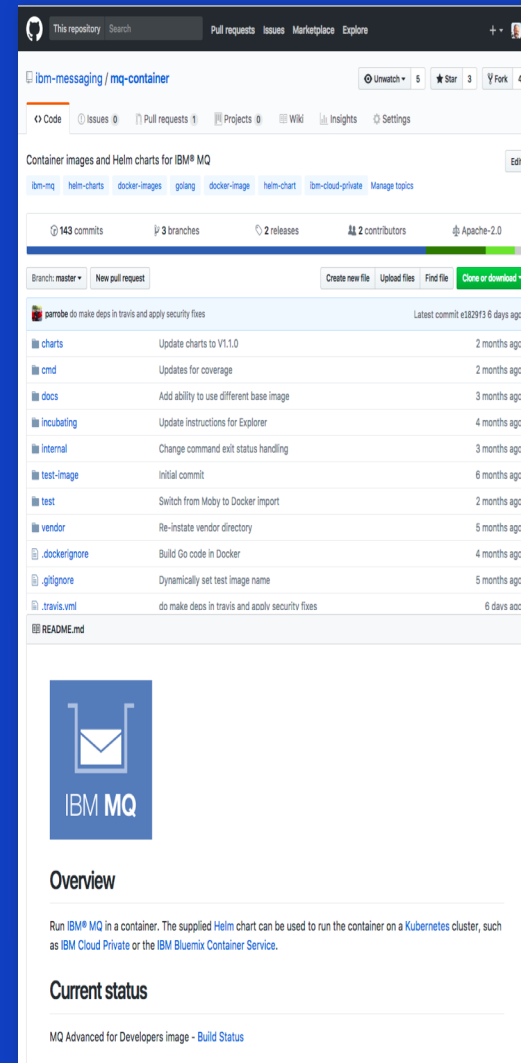 This repository Search Pull requests Issues Marketplace Explore
ibm-messaging / mq-container Unwatch 5 Star 3 Fork 4
Code Issues 0 Pull requests 1 Projects 0 Wiki Insights Settings
Container images and Helm charts for IBM® MQ Edit
ibm-mq helm-charts docker-images golang docker-image helm-chart ibm-cloud-private Manage topics
143 commits 3 branches 2 releases 2 contributors Apache-2.0
Branch: master New pull request Create new file Upload files Find file Clone or download
parrobe do make deps in travis and apply security fixes Latest commit e1829f3 6 days ago
charts Update charts to V1.1.0 2 months ago
cmd Updates for coverage 2 months ago
docs Add ability to use different base image 3 months ago
incubating Update instructions for Explorer 4 months ago
internal Change command exit status handling 3 months ago
test-image Initial commit 6 months ago
test Switch from Moby to Docker import 2 months ago
vendor Re-instate vendor directory 5 months ago
.dockerignore Build Go code in Docker 4 months ago
.gitignore Dynamically set test image name 5 months ago
.travis.yml do make deps in travis and apply security fixes 6 days ago
README.md
IBM MQ
Overview
Run IBM® MQ in a container. The supplied Helm chart can be used to run the container on a Kubernetes cluster, such
as IBM Cloud Private or the IBM Bluemix Container Service.
Current status
MQ Advanced for Developers image - Build Status